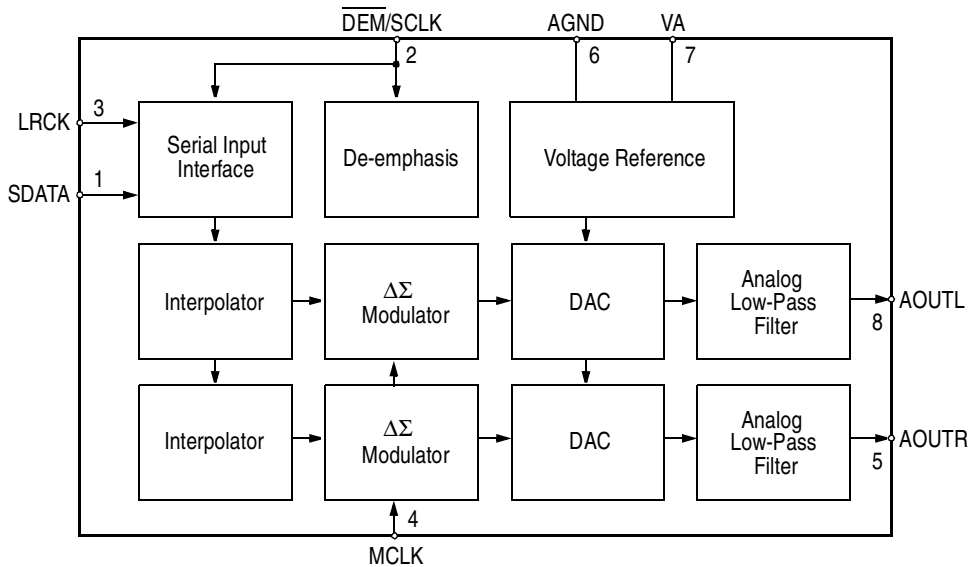 D̅E̅M̅/SCLK
AGND
VA
2
6
7
LRCK
3
SDATA
1
Serial Input
Interface
De-emphasis
Voltage Reference
Interpolator
ΔΣ
Modulator
DAC
Analog
Low-Pass
Filter
AOUTL
8
Interpolator
ΔΣ
Modulator
DAC
Analog
Low-Pass
Filter
AOUTR
5
4
MCLK